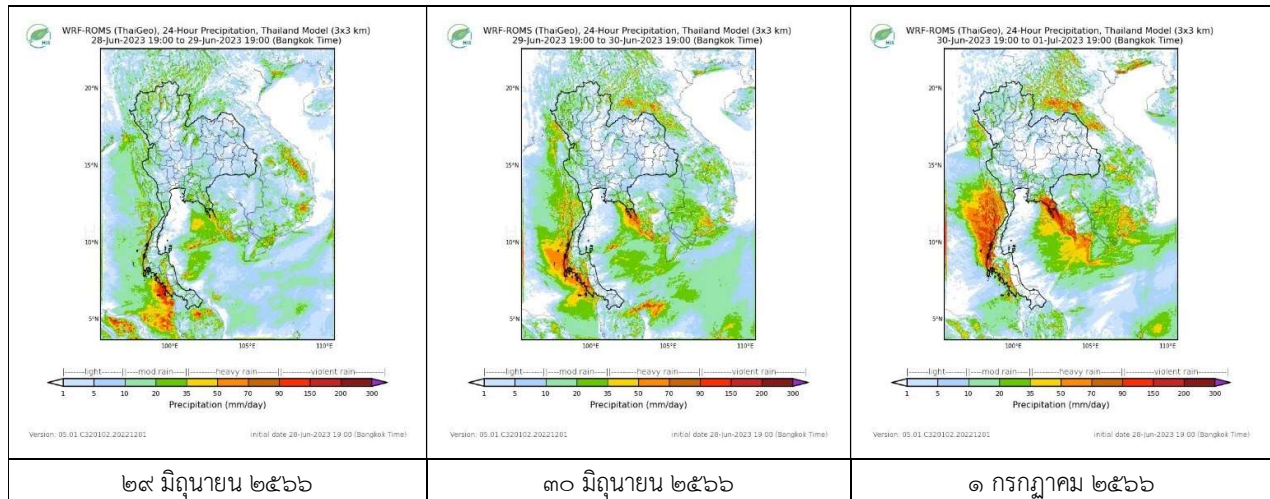 WRF-ROMS (ThaiGeo), 24-Hour Precipitation, Thailand Model (3x3 km)
28-Jun-2023 19:00 to 29-Jun-2023 19:00 (Bangkok Time)
20°N
15°N
10°N
5°N
100°E 105°E 110°E
|--------light--------||----mod rain----||---------heavy rain---------||---------violent rain---------|
1 5 10 20 35 50 70 90 150 200 300
Precipitation (mm/day)
Version: 05.01.C320102.20221201 initial date 28-Jun-2023 19:00 (Bangkok Time)
๒๙ มิถุนายน ๒๕๖๖
WRF-ROMS (ThaiGeo), 24-Hour Precipitation, Thailand Model (3x3 km)
29-Jun-2023 19:00 to 30-Jun-2023 19:00 (Bangkok Time)
20°N
15°N
10°N
5°N
100°E 105°E 110°E
|--------light--------||----mod rain----||---------heavy rain---------||---------violent rain---------|
1 5 10 20 35 50 70 90 150 200 300
Precipitation (mm/day)
Version: 05.01.C320102.20221201 initial date 28-Jun-2023 19:00 (Bangkok Time)
๓๐ มิถุนายน ๒๕๖๖
WRF-ROMS (ThaiGeo), 24-Hour Precipitation, Thailand Model (3x3 km)
30-Jun-2023 19:00 to 01-Jul-2023 19:00 (Bangkok Time)
20°N
15°N
10°N
5°N
100°E 105°E 110°E
|--------light--------||----mod rain----||---------heavy rain---------||---------violent rain---------|
1 5 10 20 35 50 70 90 150 200 300
Precipitation (mm/day)
Version: 05.01.C320102.20221201 initial date 28-Jun-2023 19:00 (Bangkok Time)
๑ กรกฎาคม ๒๕๖๖